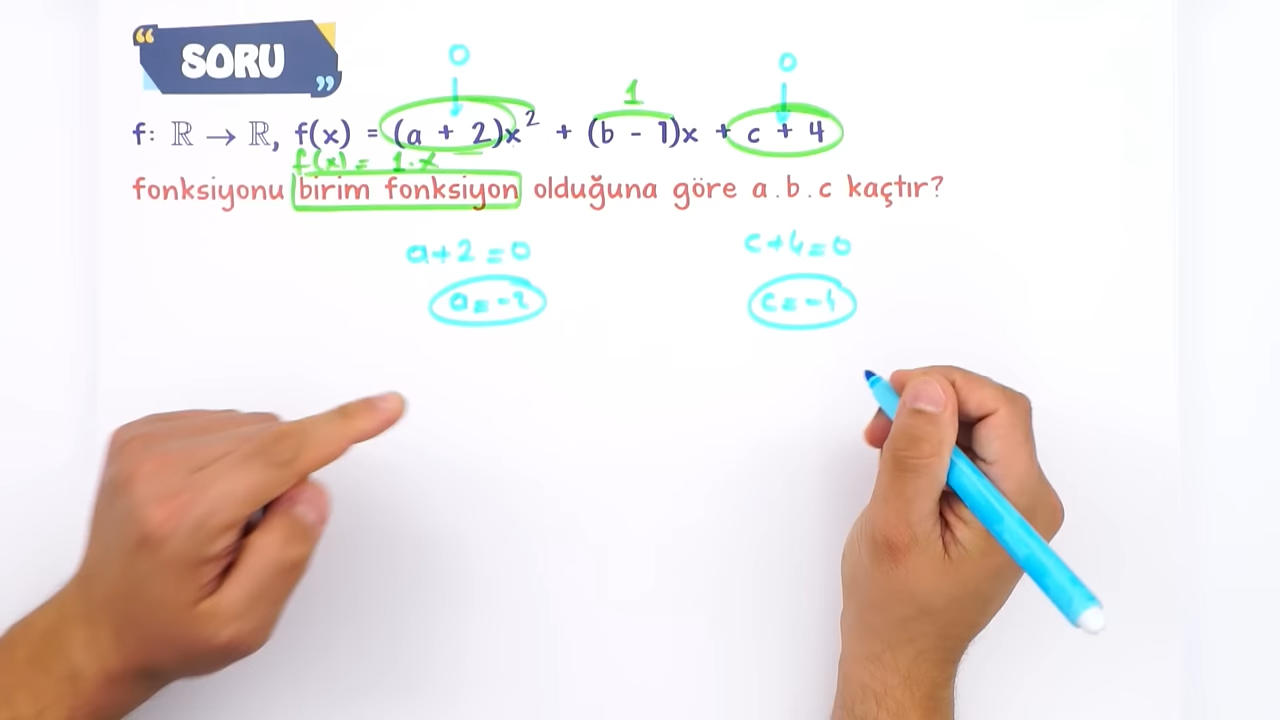 “ SORU ”
0 0
1
f: ℝ → ℝ, f(x) = (a + 2)x² + (b - 1)x + c + 4
f(x) = 1.x
fonksiyonu birim fonksiyon olduğuna göre a.b.c kaçtır?
a+2=0 c+4=0
a=-2 c=-4